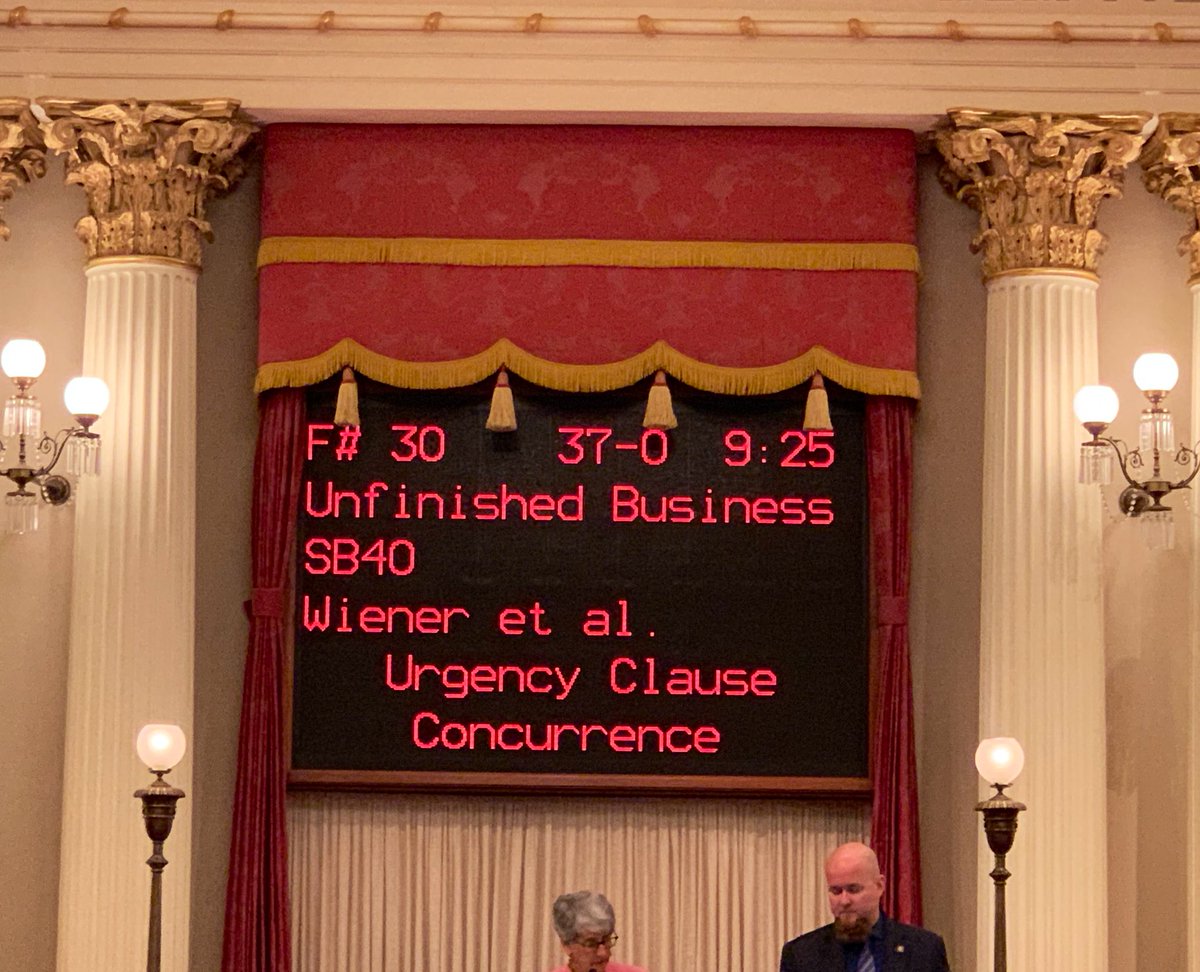 F# 30 37-0 9:25
Unfinished Business
SB40
Wiener et al.
Urgency Clause
Concurrence